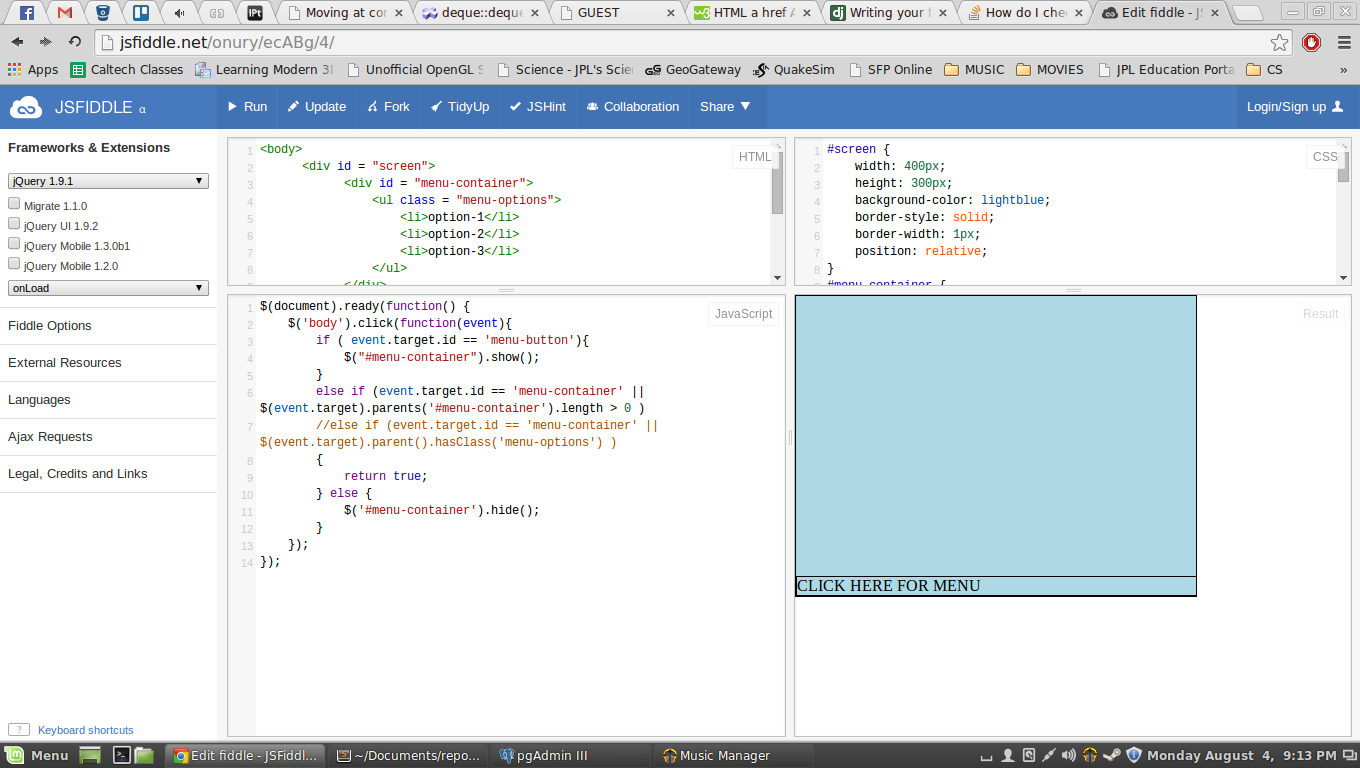 Moving at co
deque::deque
GUEST
HTML a href A
Writing your f
How do I che
Edit fiddle - J
jsfiddle.net/onury/ecABg/4/
Apps
Caltech Classes
Learning Modern 3
Unofficial OpenGL S
Science - JPL's Scie
GeoGateway
QuakeSim
SFP Online
MUSIC
MOVIES
JPL Education Porta
CS
»
JSFIDDLE α
Run
Update
Fork
TidyUp
JSHint
Collaboration
Share
Login/Sign up
Frameworks & Extensions
jQuery 1.9.1
Migrate 1.1.0
jQuery UI 1.9.2
jQuery Mobile 1.3.0b1
jQuery Mobile 1.2.0
onLoad
Fiddle Options
External Resources
Languages
Ajax Requests
Legal, Credits and Links
? Keyboard shortcuts
HTML
1 <body>
2 <div id = "screen">
3 <div id = "menu-container">
4 <ul class = "menu-options">
5 <li>option-1</li>
6 <li>option-2</li>
7 <li>option-3</li>
8 </ul>
</div>
CSS
1 #screen {
2 width: 400px;
3 height: 300px;
4 background-color: lightblue;
5 border-style: solid;
6 border-width: 1px;
7 position: relative;
8 }
#menu-container {
JavaScript
1 $(document).ready(function() {
2 $('body').click(function(event){
3 if ( event.target.id == 'menu-button'){
4 $("#menu-container").show();
5 }
6 else if (event.target.id == 'menu-container' ||
$(event.target).parents('#menu-container').length > 0 )
7 //else if (event.target.id == 'menu-container' ||
$(event.target).parent().hasClass('menu-options') )
8 {
9 return true;
10 } else {
11 $('#menu-container').hide();
12 }
13 });
14 });
Result
CLICK HERE FOR MENU
Menu
Edit fiddle - JSFiddl...
~/Documents/repo...
pgAdmin III
Music Manager
Monday August 4, 9:13 PM